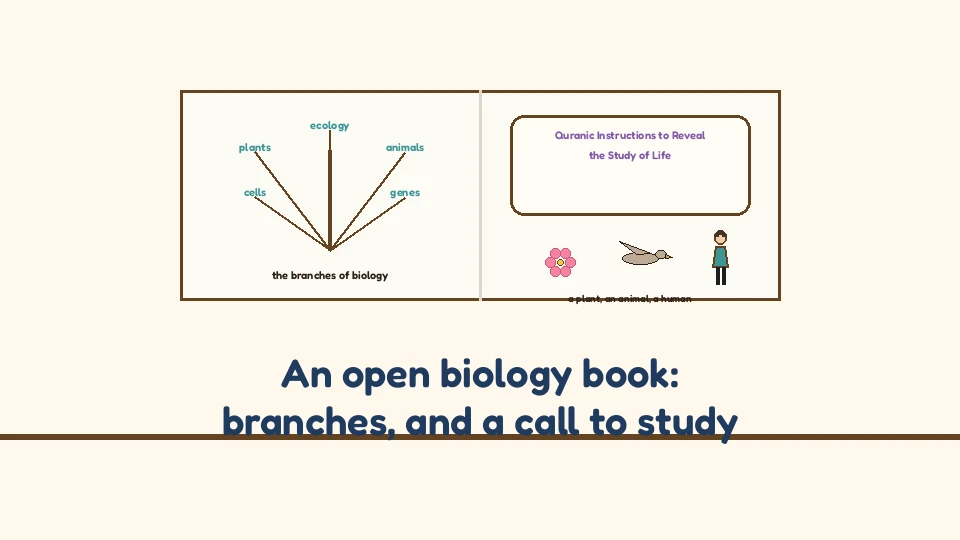 ecology
plants
animals
cells
genes
the branches of biology
Quranic Instructions to Reveal
the Study of Life
a plant, an animal, a human
An open biology book:
branches, and a call to study